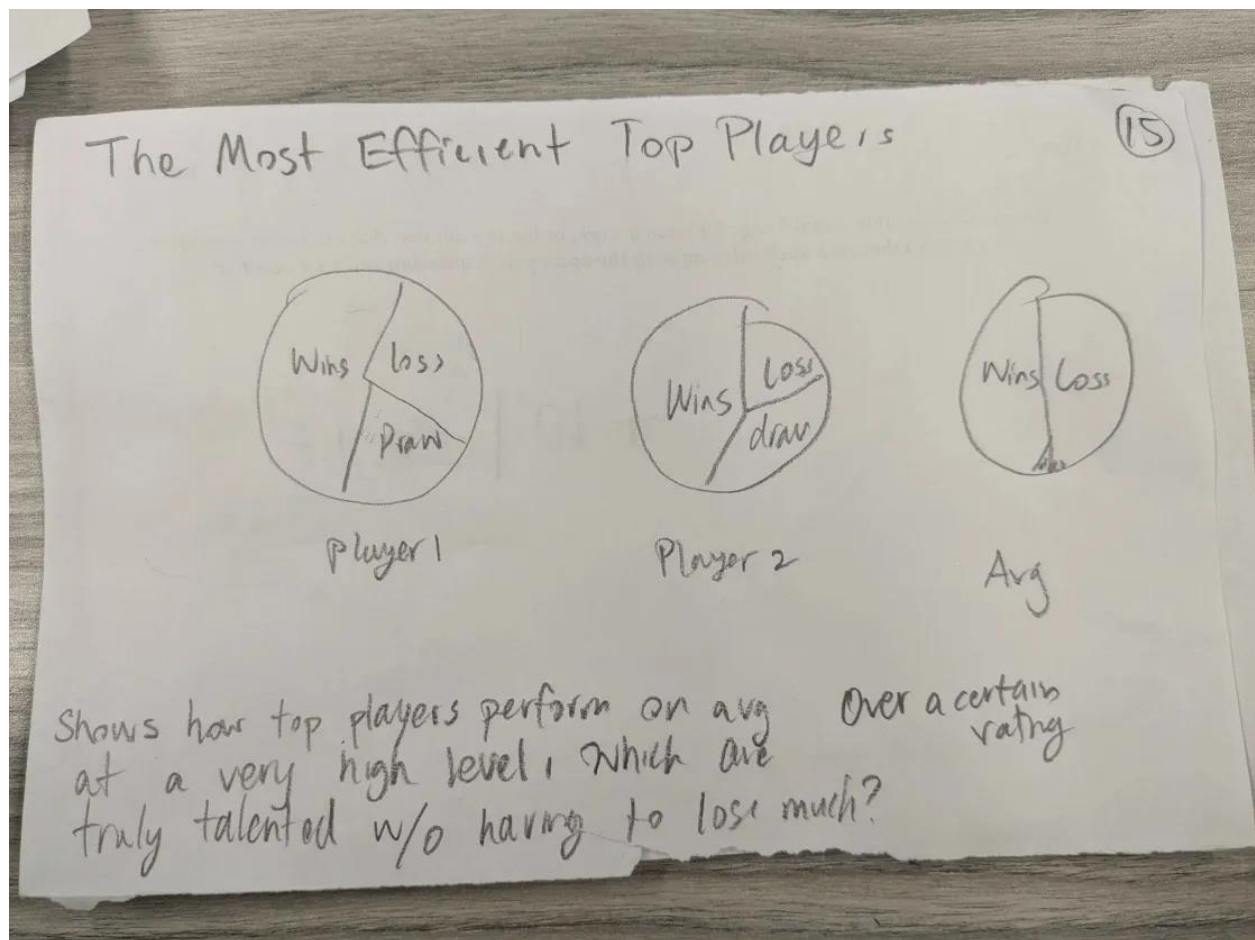 The Most Efficient Top Players
15
Wins
loss
Draw
Player 1
Wins
Loss
draw
Player 2
Wins
Loss
Avg
Shows how top players perform on avg
at a very high level, which are
truly talented w/o having to lose much?
Over a certain
rating